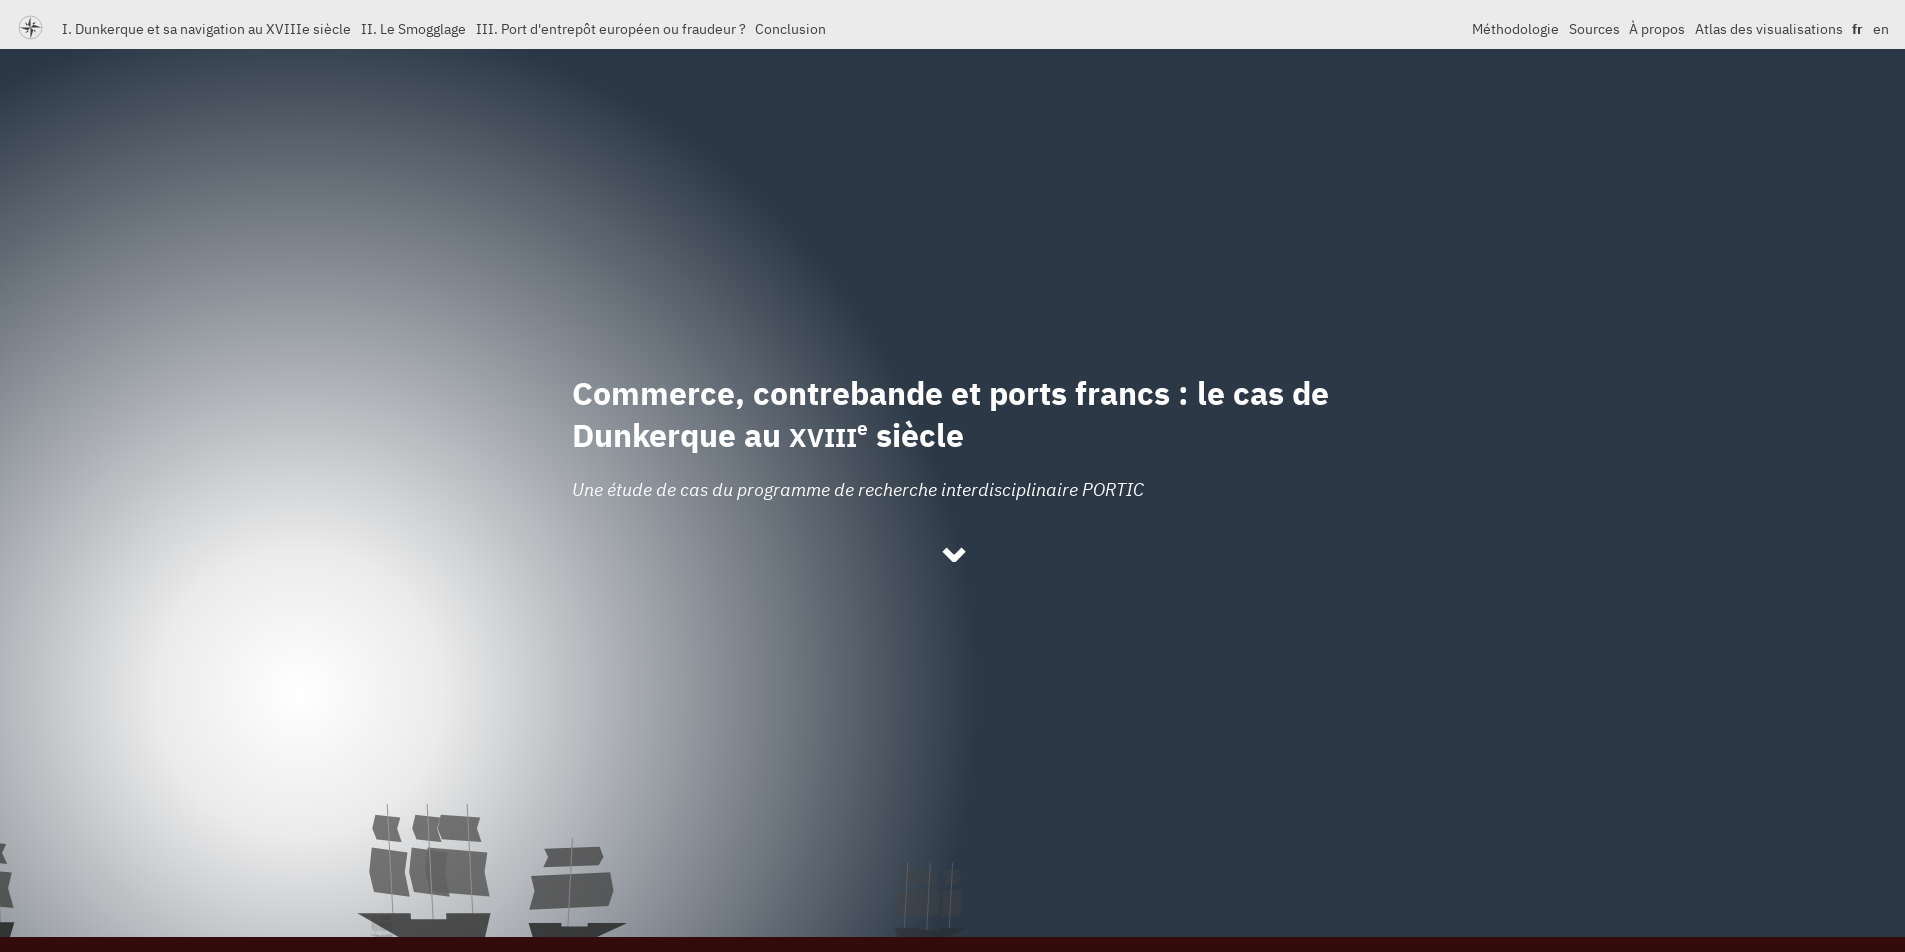 I. Dunkerque et sa navigation au XVIIIe siècle II. Le Smogglage III. Port d'entrepôt européen ou fraudeur ? Conclusion Méthodologie Sources À propos Atlas des visualisations fr en
Commerce, contrebande et ports francs : le cas de
Dunkerque au XVIIIe siècle
Une étude de cas du programme de recherche interdisciplinaire PORTIC